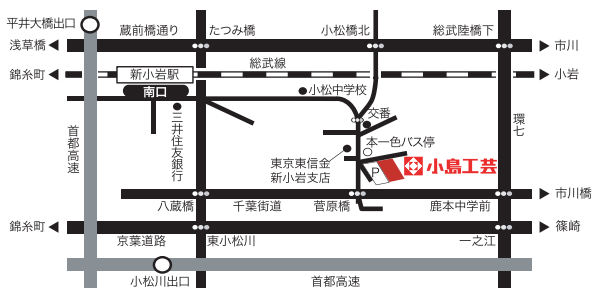 平井大橋出口
蔵前橋通り
たつみ橋
小松橋北
総武陸橋下
浅草橋
市川
総武線
錦糸町
新小岩駅
小岩
南口
小松中学校
首都高速
三井住友銀行
交番
環七
本一色バス停
東京東信金
新小岩支店
P
小島工芸
八蔵橋
千葉街道
菅原橋
鹿本中学前
市川橋
錦糸町
篠崎
京葉道路
東小松川
一之江
小松川出口
首都高速